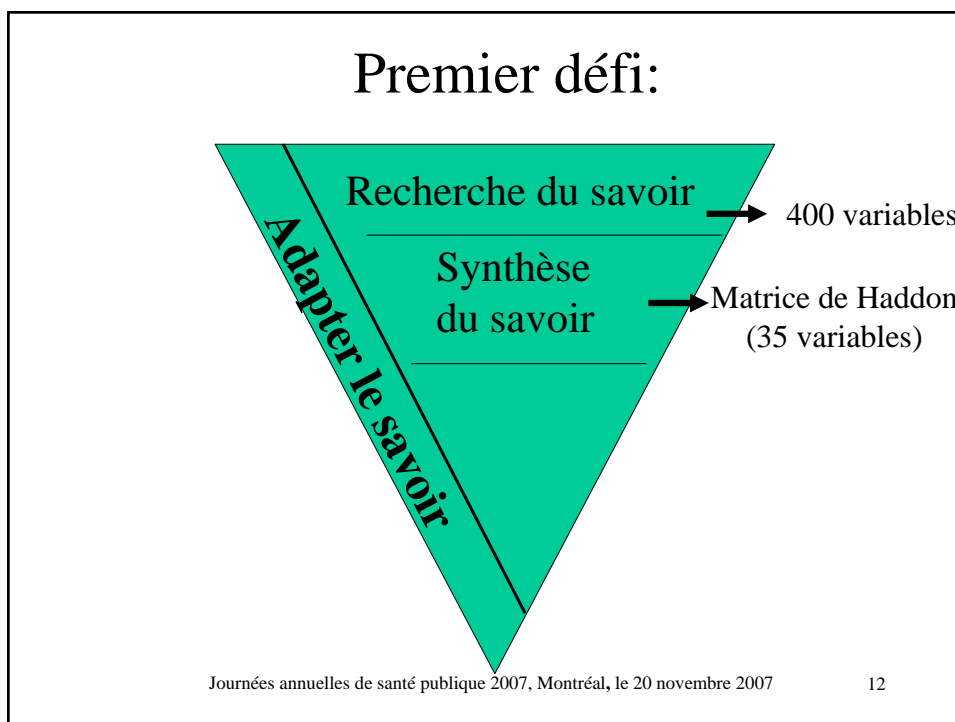 Premier défi:
Recherche du savoir
400 variables
Synthèse
du savoir
Matrice de Haddon
(35 variables)
Adapter le savoir
Journées annuelles de santé publique 2007, Montréal, le 20 novembre 2007
12